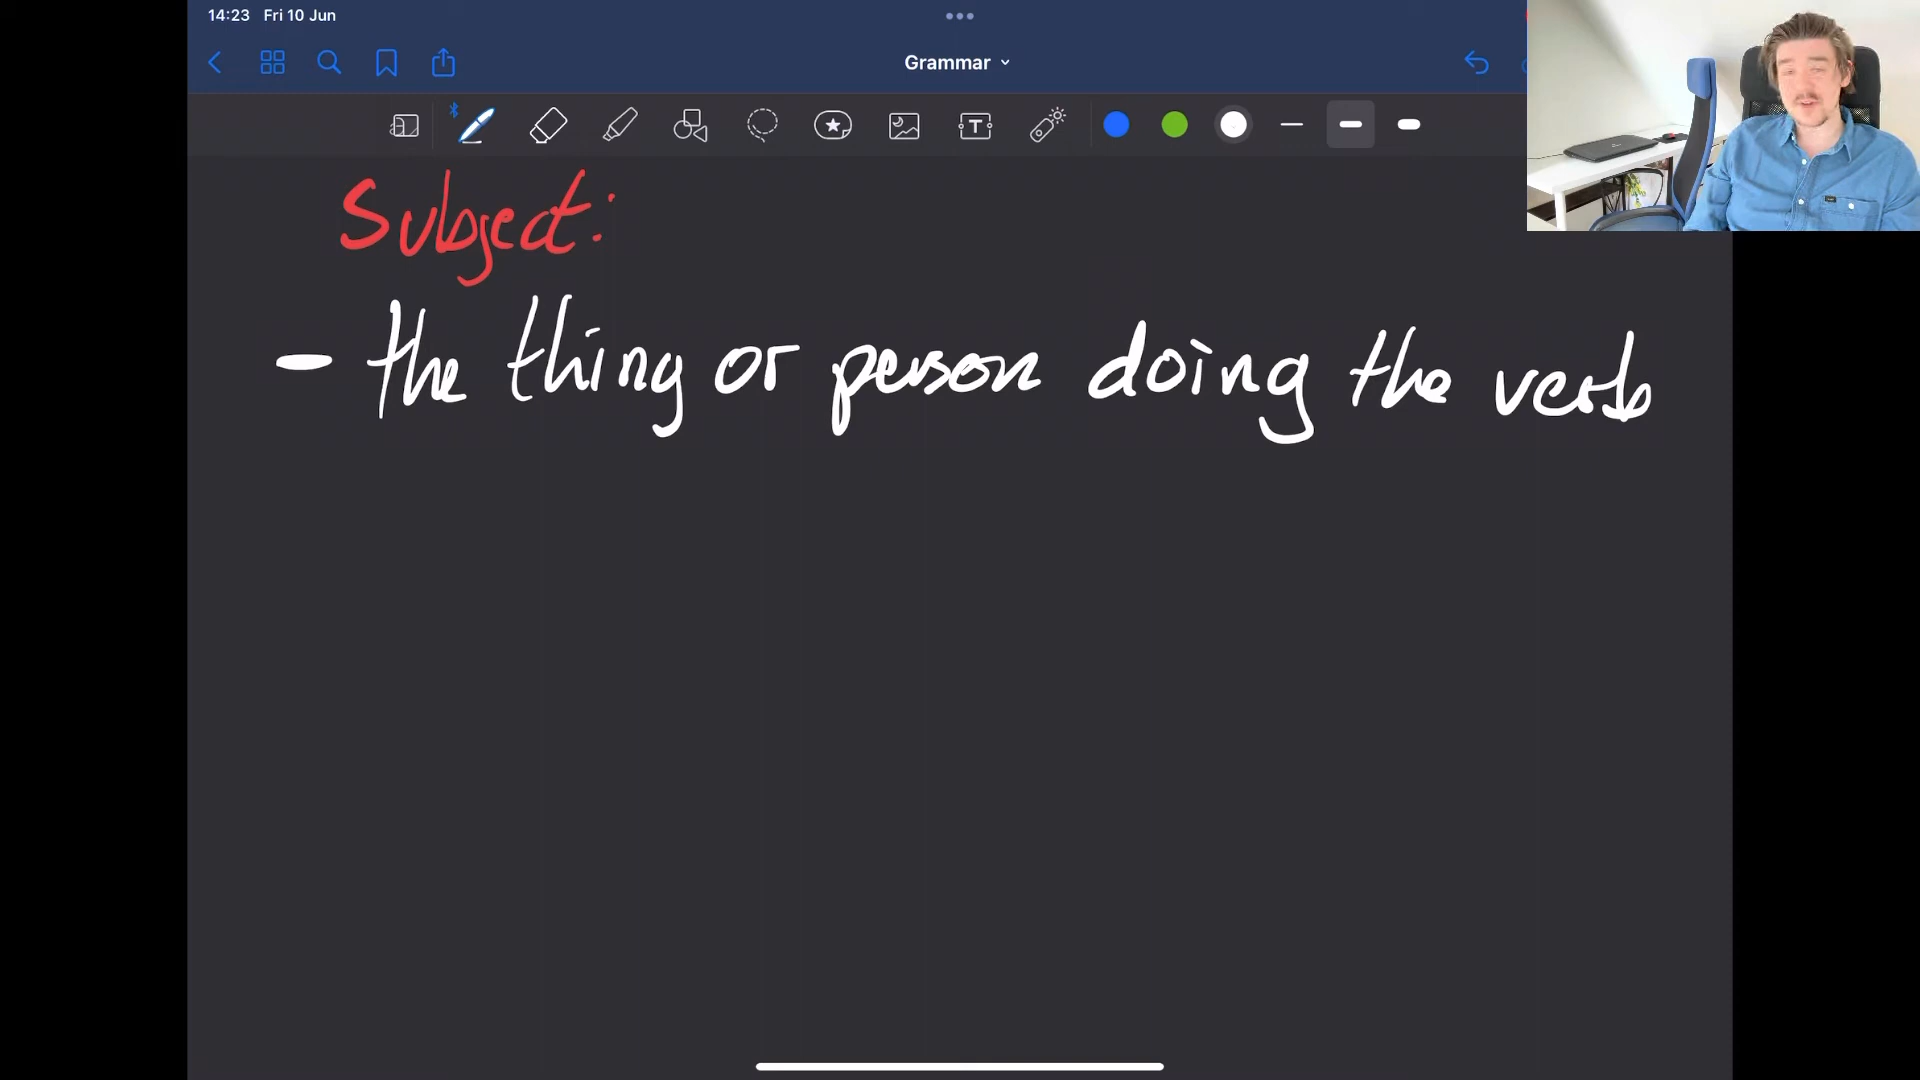 14:23 Fri 10 Jun
Grammar
T
Subject:
- the thing or person doing the verb